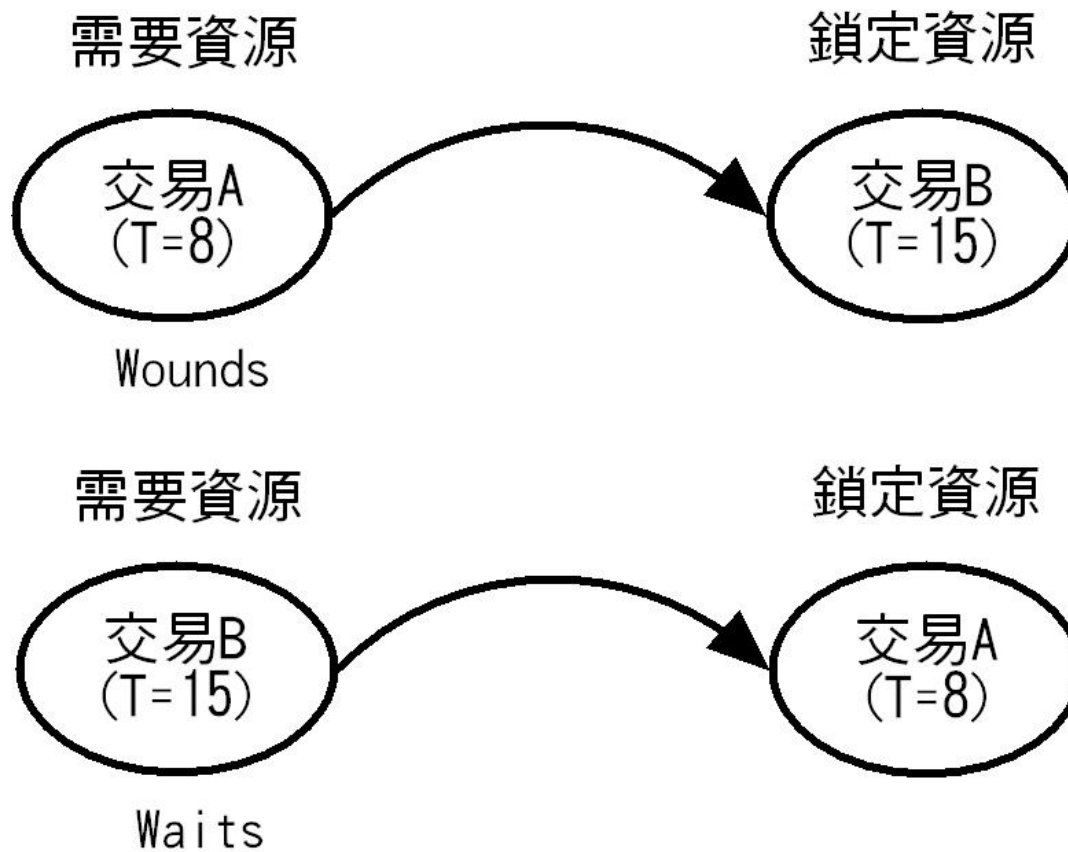 需要資源
鎖定資源
交易A
(T=8)
交易B
(T=15)
Wounds
需要資源
鎖定資源
交易B
(T=15)
交易A
(T=8)
Waits